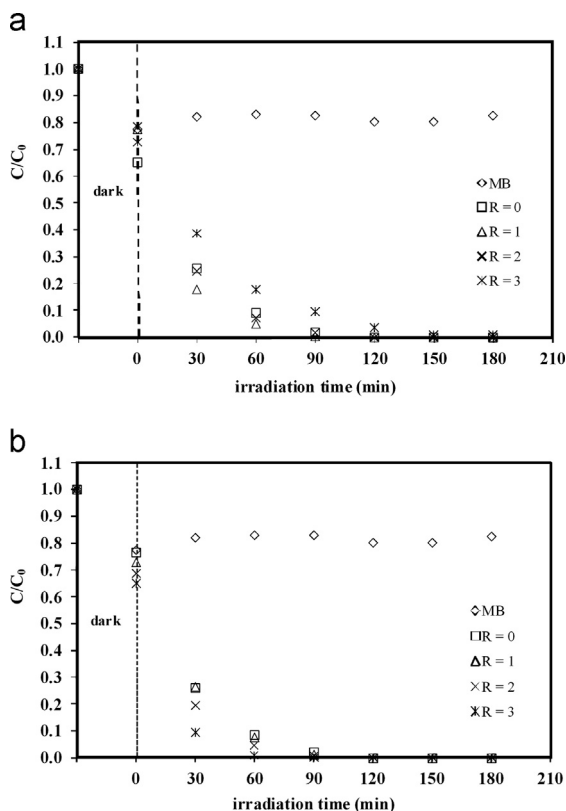 a
1.1
1.0
0.9
0.8
0.7
0.6
0.5
0.4
0.3
0.2
0.1
0.0
C/C₀
dark
MB
R = 0
R = 1
R = 2
R = 3
0 30 60 90 120 150 180 210
irradiation time (min)
b
1.1
1.0
0.9
0.8
0.7
0.6
0.5
0.4
0.3
0.2
0.1
0.0
C/C₀
dark
MB
R = 0
R = 1
R = 2
R = 3
0 30 60 90 120 150 180 210
irradiation time (min)